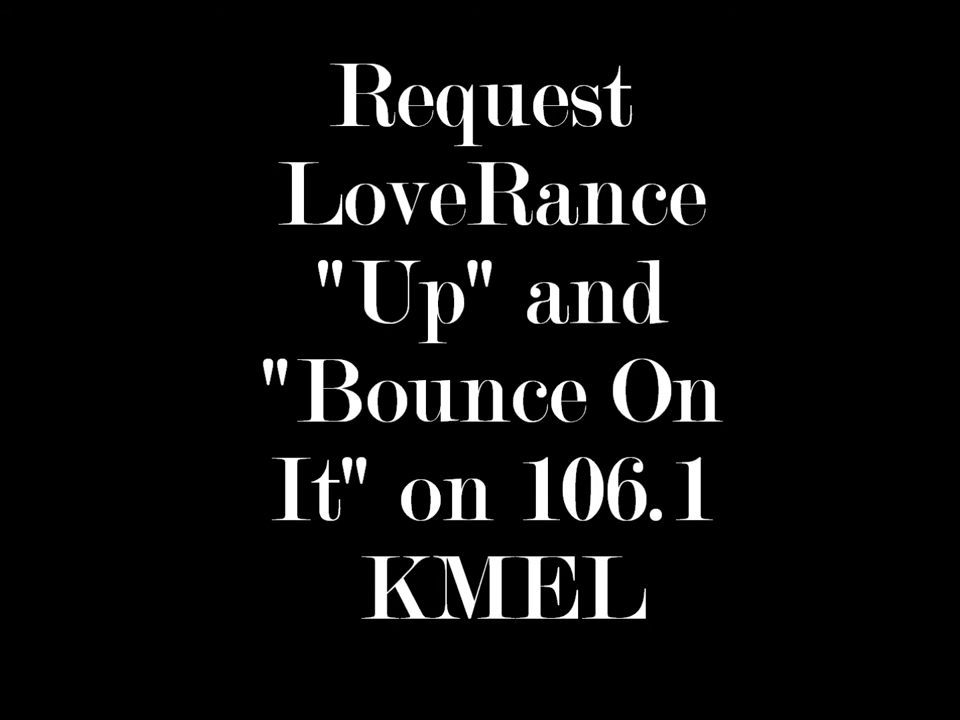 Request
LoveRance
"Up" and
"Bounce On
It" on 106.1
KMEL